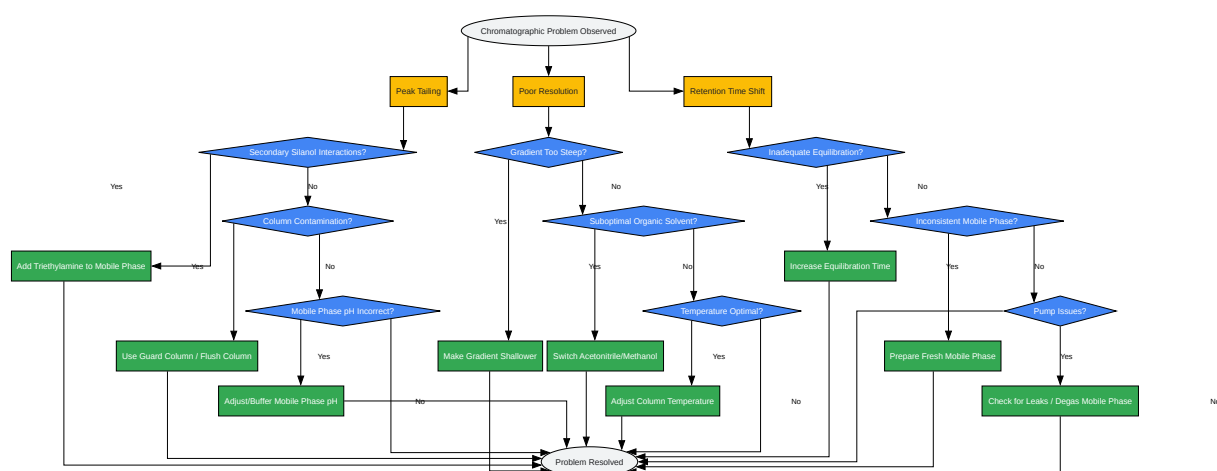 Chromatographic Problem Observed
Peak Tailing
Poor Resolution
Retention Time Shift
Secondary Silanol Interactions?
Gradient Too Steep?
Inadequate Equilibration?
Yes
No
No
Yes
No
Column Contamination?
Yes
Suboptimal Organic Solvent?
Inconsistent Mobile Phase?
Add Triethylamine to Mobile Phase
Yes
No
Yes
No
Increase Equilibration Time
Yes
No
Mobile Phase pH Incorrect?
Temperature Optimal?
Pump Issues?
Use Guard Column / Flush Column
Yes
Make Gradient Shallower
Switch Acetonitrile/Methanol
Yes
Prepare Fresh Mobile Phase
Yes
Adjust/Buffer Mobile Phase pH
No
Adjust Column Temperature
No
Check for Leaks / Degas Mobile Phase
Problem Resolved